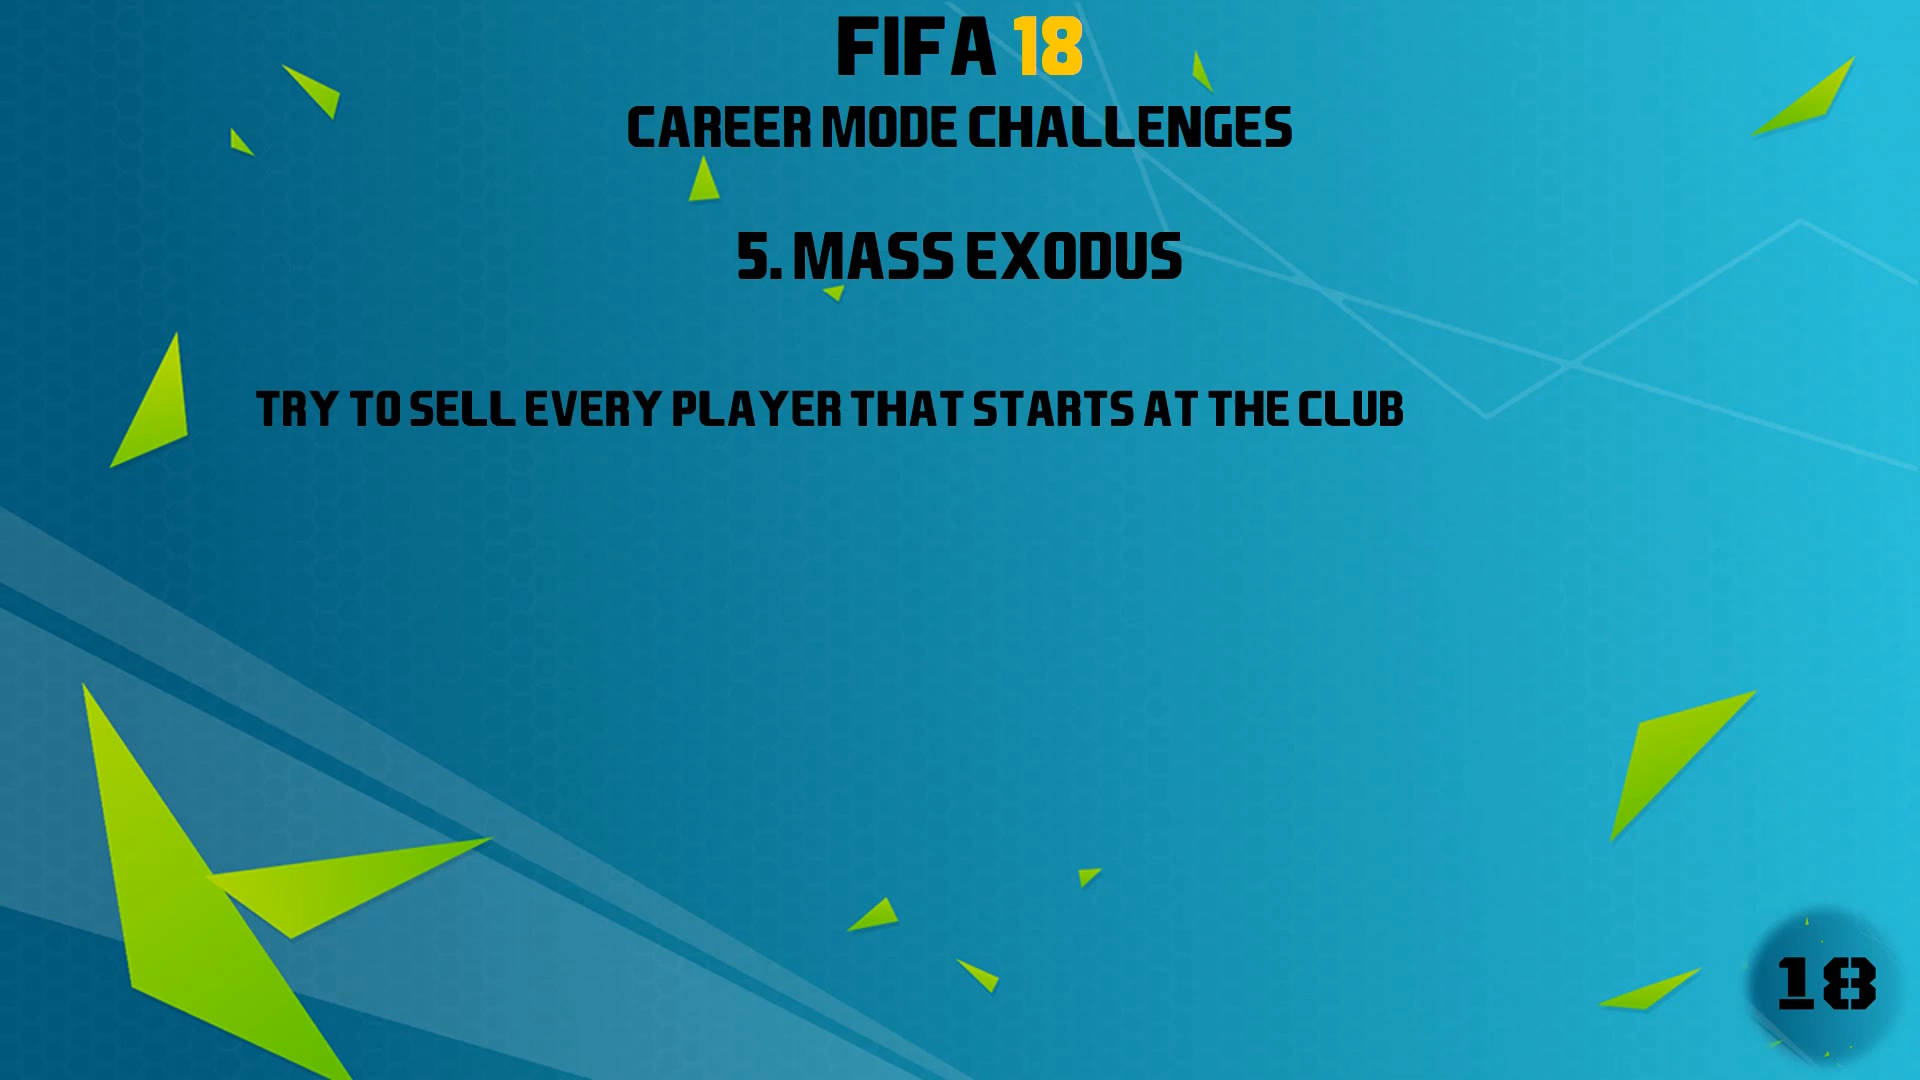 FIFA 18
CAREER MODE CHALLENGES
5. MASS EXODUS
TRY TO SELL EVERY PLAYER THAT STARTS AT THE CLUB
18